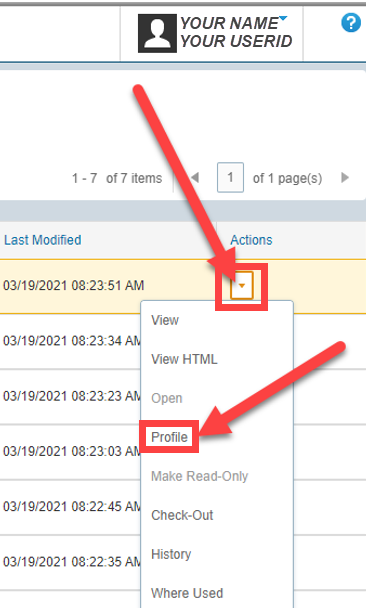 YOUR NAME
YOUR USERID
?
1 - 7 of 7 items
1 of 1 page(s)
Last Modified Actions
03/19/2021 08:23:51 AM
View
03/19/2021 08:23:34 AM
View HTML
03/19/2021 08:23:23 AM
Open
Profile
03/19/2021 08:23:03 AM
Make Read-Only
03/19/2021 08:22:45 AM
Check-Out
History
03/19/2021 08:22:35 AM
Where Used